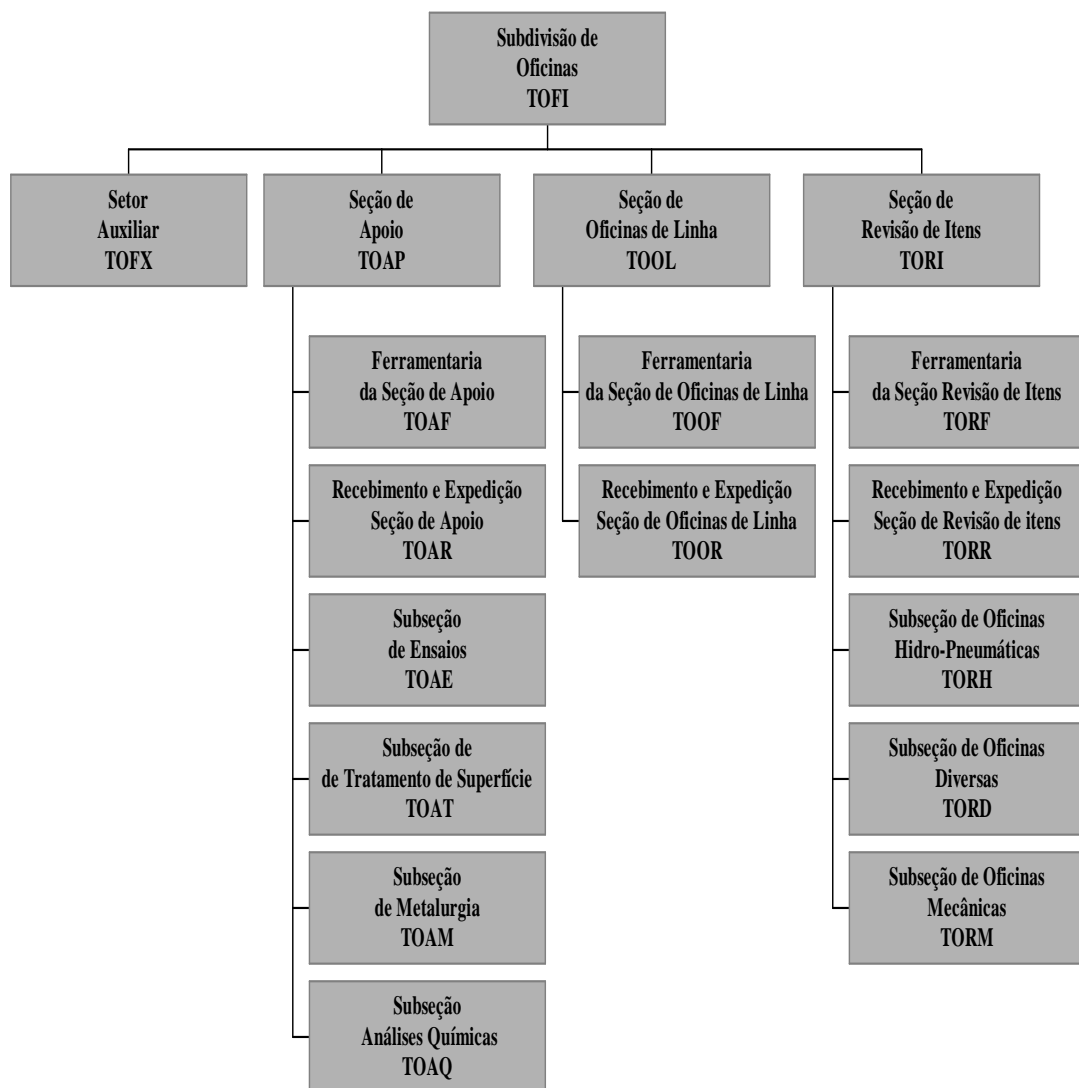 Subdivisão de
Oficinas
TOFI
Setor
Auxiliar
TOFX
Seção de
Apoio
TOAP
Seção de
Oficinas de Linha
TOOL
Seção de
Revisão de Itens
TORI
Ferramentaria
da Seção de Apoio
TOAF
Recebimento e Expedição
Seção de Apoio
TOAR
Subseção
de Ensaios
TOAE
Subseção de
de Tratamento de Superfície
TOAT
Subseção
de Metalurgia
TOAM
Subseção
Análises Químicas
TOAQ
Ferramentaria
da Seção de Oficinas de Linha
TOOF
Recebimento e Expedição
Seção de Oficinas de Linha
TOOR
Ferramentaria
da Seção Revisão de Itens
TORF
Recebimento e Expedição
Seção de Revisão de itens
TORR
Subseção de Oficinas
Hidro-Pneumáticas
TORH
Subseção de Oficinas
Diversas
TORD
Subseção de Oficinas
Mecânicas
TORM